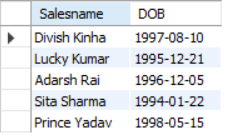 Salesname DOB
Divish Kinha 1997-08-10
Lucky Kumar 1995-12-21
Adarsh Rai 1996-12-05
Sita Sharma 1994-01-22
Prince Yadav 1998-05-15